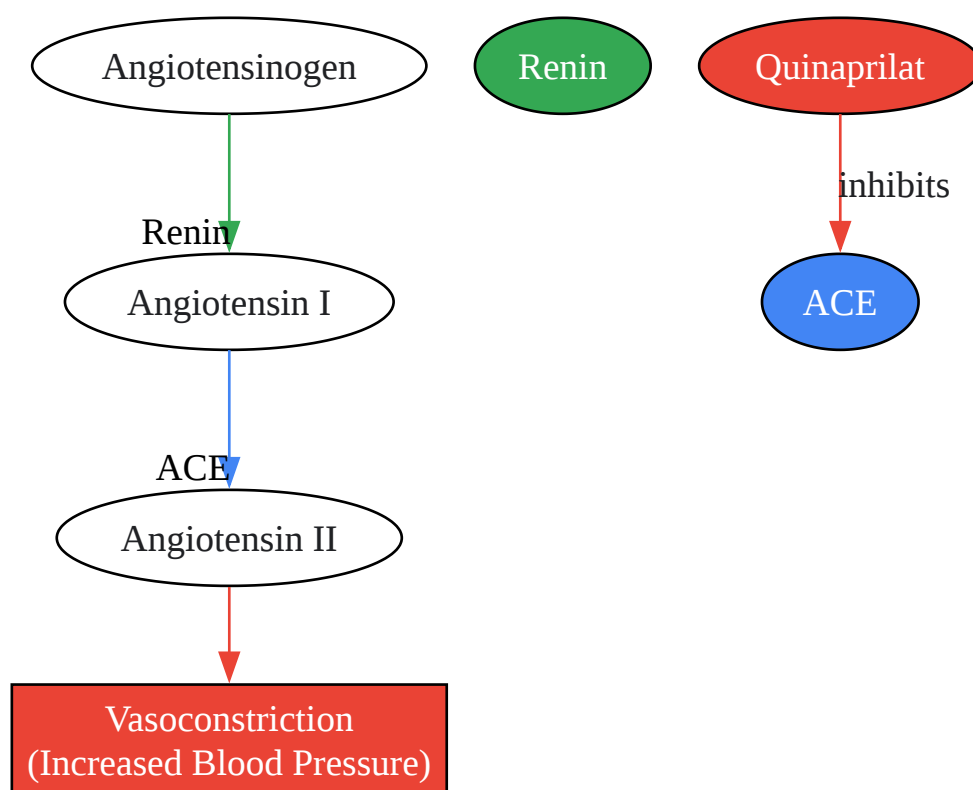 Angiotensinogen
Renin
Quinaprilat
inhibits
Renin
Angiotensin I
ACE
ACE
Angiotensin II
Vasoconstriction
(Increased Blood Pressure)